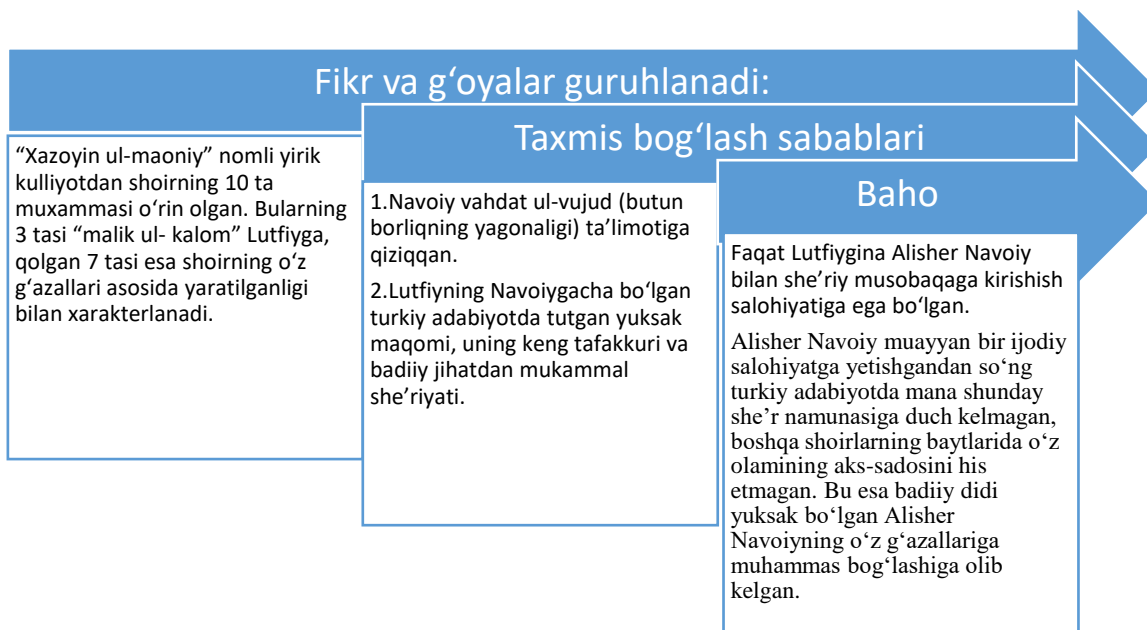 Fikr va g‘oyalar guruhlanadi:
“Xazoyin ul-maoniy” nomli yirik
kulliyotdan shoirning 10 ta
muxammasi o‘rin olgan. Bularning
3 tasi “malik ul- kalom” Lutfiyga,
qolgan 7 tasi esa shoirning o‘z
g‘azallari asosida yaratilganligi
bilan xarakterlanadi.
Taxmis bog‘lash sabablari
1.Navoiy vahdat ul-vujud (butun
borliqning yagonaligi) ta’limotiga
qiziqqan.
2.Lutfiyning Navoiygacha bo‘lgan
turkiy adabiyotda tutgan yuksak
maqomi, uning keng tafakkuri va
badiiy jihatdan mukammal
she’riyati.
Baho
Faqat Lutfiygina Alisher Navoiy
bilan she’riy musobaqaga kirishish
salohiyatiga ega bo‘lgan.
Alisher Navoiy muayyan bir ijodiy
salohiyatga yetishgandan so‘ng
turkiy adabiyotda mana shunday
she’r namunasiga duch kelmagan,
boshqa shoirlarning baytlarida o‘z
olamining aks-sadosini his
etmagan. Bu esa badiiy didi
yuksak bo‘lgan Alisher
Navoiyning o‘z g‘azallariga
muhammas bog‘lashiga olib
kelgan.